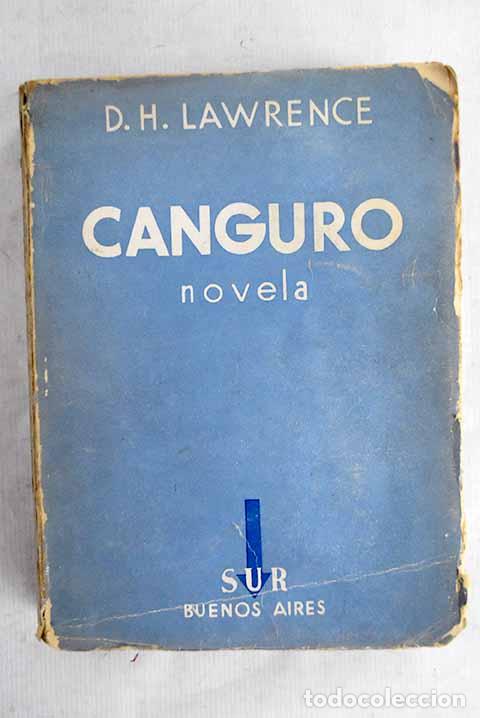 D. H. LAWRENCE
CANGURO
novela
SUR
BUENOS AIRES
todocoleccion